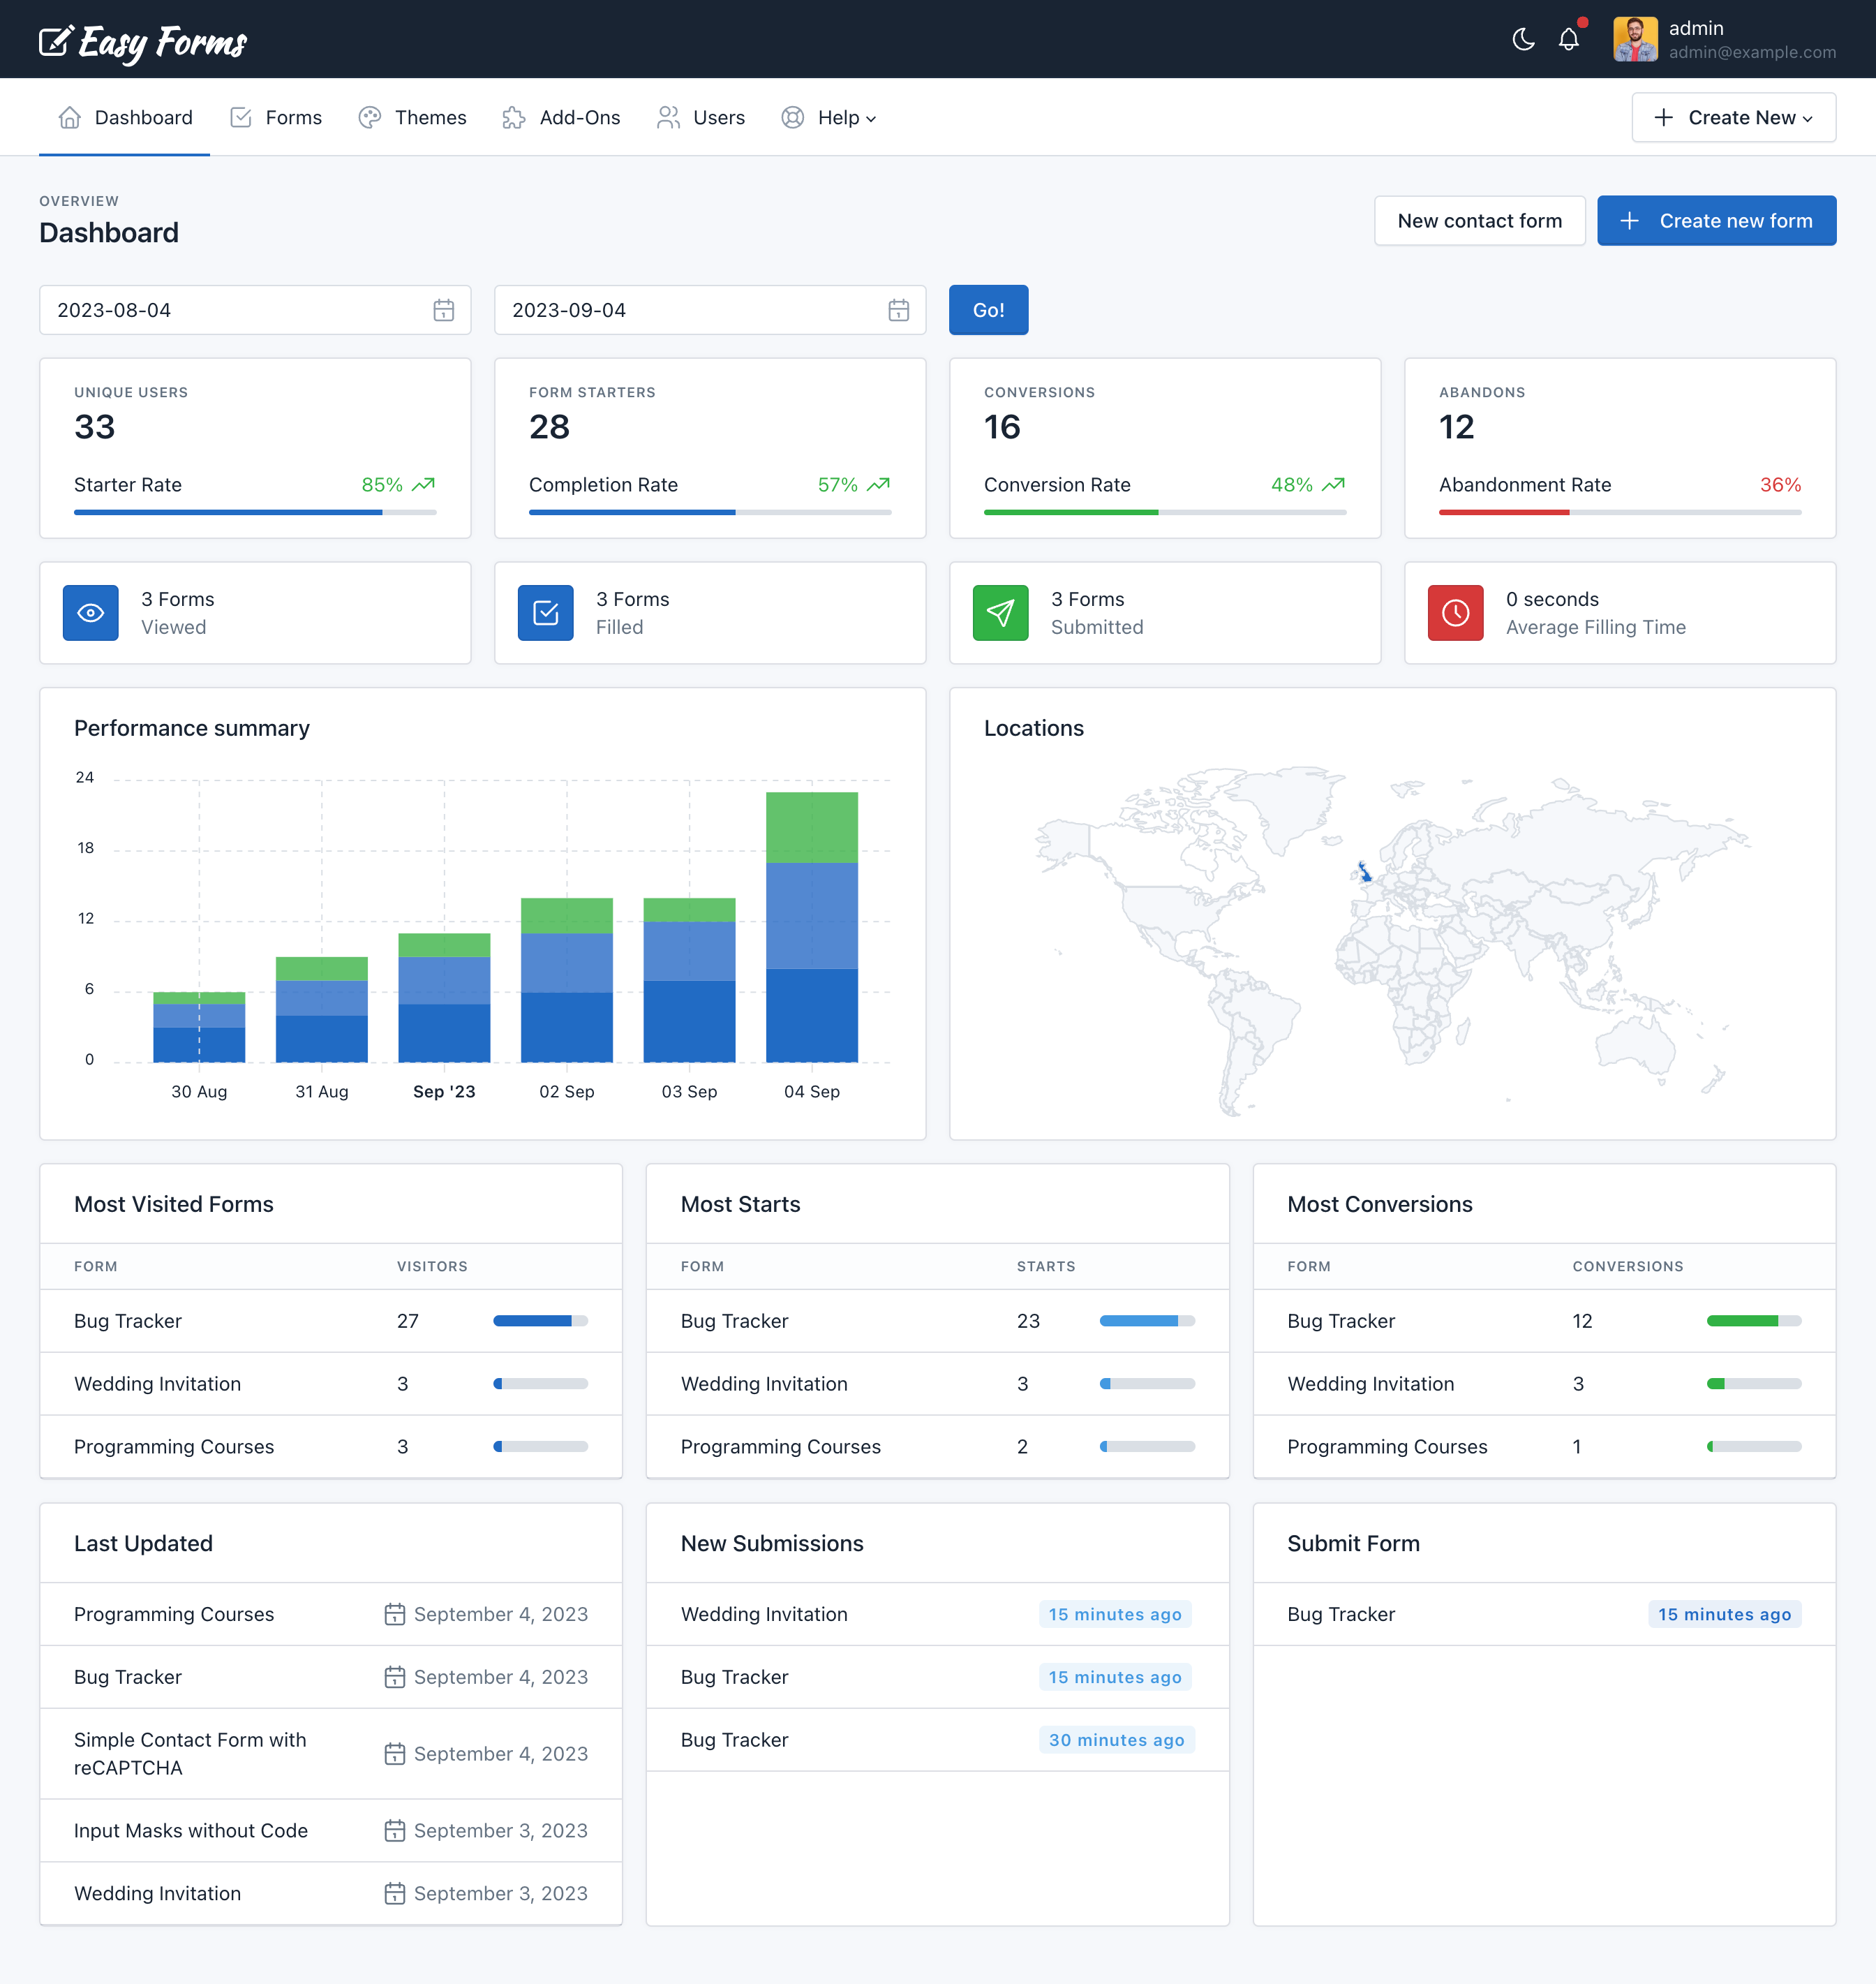 Easy Forms
admin
admin@example.com
Dashboard
Forms
Themes
Add-Ons
Users
Help
Create New
OVERVIEW
Dashboard
New contact form
Create new form
2023-08-04
2023-09-04
Go!
UNIQUE USERS
33
Starter Rate
85%
FORM STARTERS
28
Completion Rate
57%
CONVERSIONS
16
Conversion Rate
48%
ABANDONS
12
Abandonment Rate
36%
3 Forms
Viewed
3 Forms
Filled
3 Forms
Submitted
0 seconds
Average Filling Time
Performance summary
24
18
12
6
0
30 Aug
31 Aug
Sep '23
02 Sep
03 Sep
04 Sep
Locations
Most Visited Forms
FORM VISITORS
Bug Tracker 27
Wedding Invitation 3
Programming Courses 3
Most Starts
FORM STARTS
Bug Tracker 23
Wedding Invitation 3
Programming Courses 2
Most Conversions
FORM CONVERSIONS
Bug Tracker 12
Wedding Invitation 3
Programming Courses 1
Last Updated
Programming Courses September 4, 2023
Bug Tracker September 4, 2023
Simple Contact Form with
reCAPTCHA
September 4, 2023
Input Masks without Code September 3, 2023
Wedding Invitation September 3, 2023
New Submissions
Wedding Invitation 15 minutes ago
Bug Tracker 15 minutes ago
Bug Tracker 30 minutes ago
Submit Form
Bug Tracker 15 minutes ago